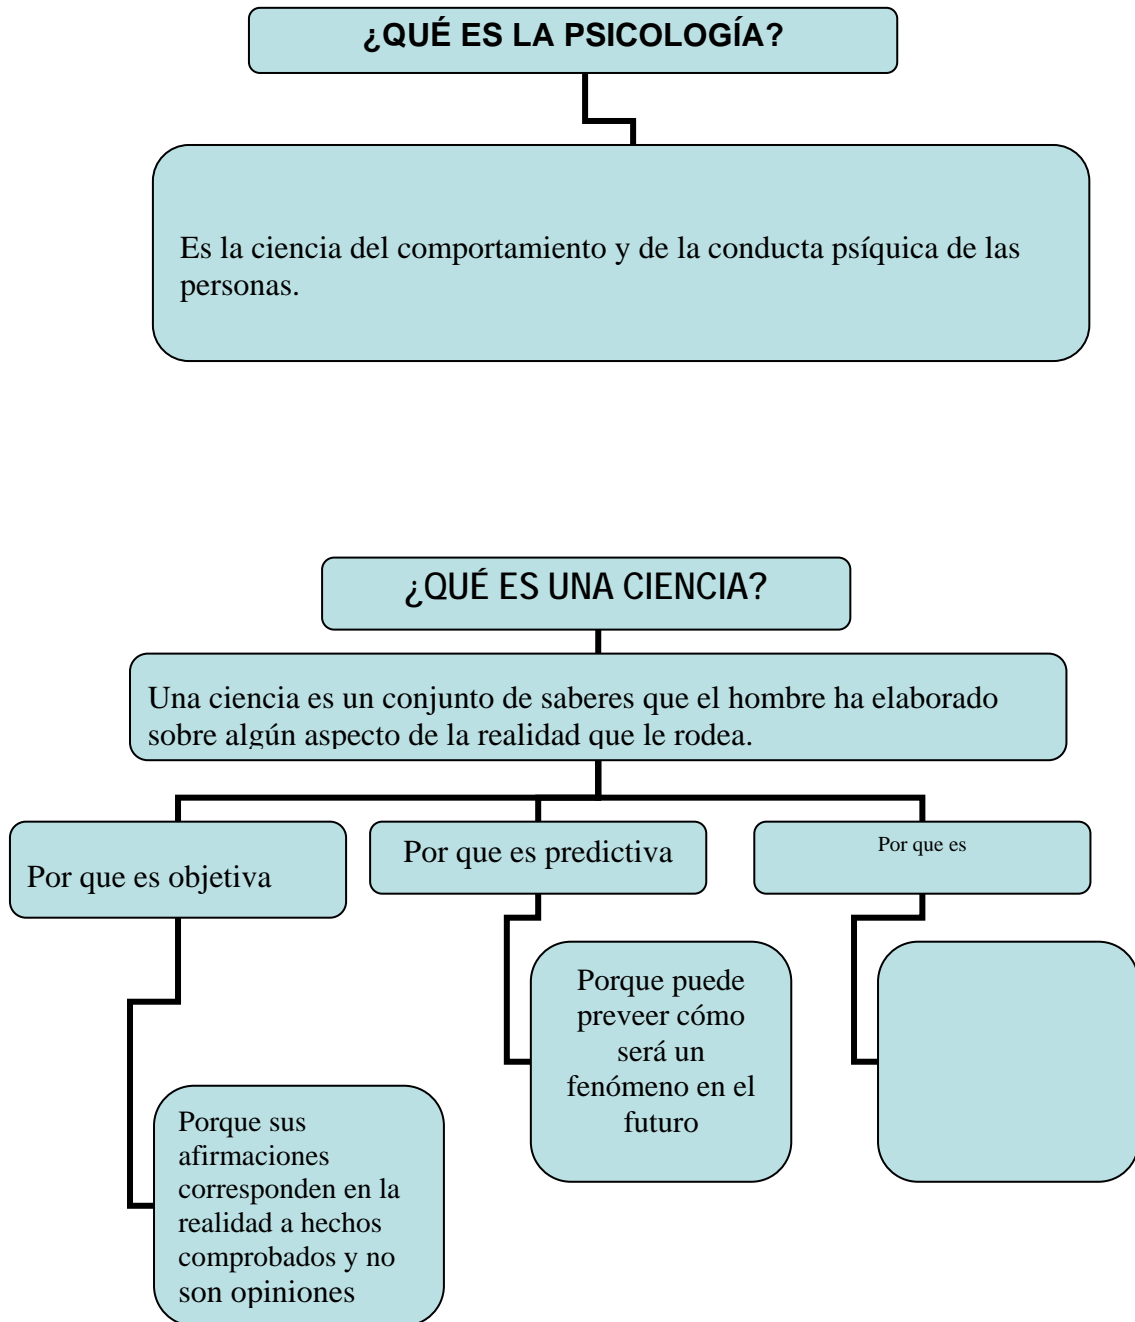 ¿QUÉ ES LA PSICOLOGÍA?
Es la ciencia del comportamiento y de la conducta psíquica de las
personas.
¿QUÉ ES UNA CIENCIA?
Una ciencia es un conjunto de saberes que el hombre ha elaborado
sobre algún aspecto de la realidad que le rodea.
Por que es objetiva
Por que es predictiva
Por que es
Porque puede
preveer cómo
será un
fenómeno en el
futuro
Porque sus
afirmaciones
corresponden en la
realidad a hechos
comprobados y no
son opiniones